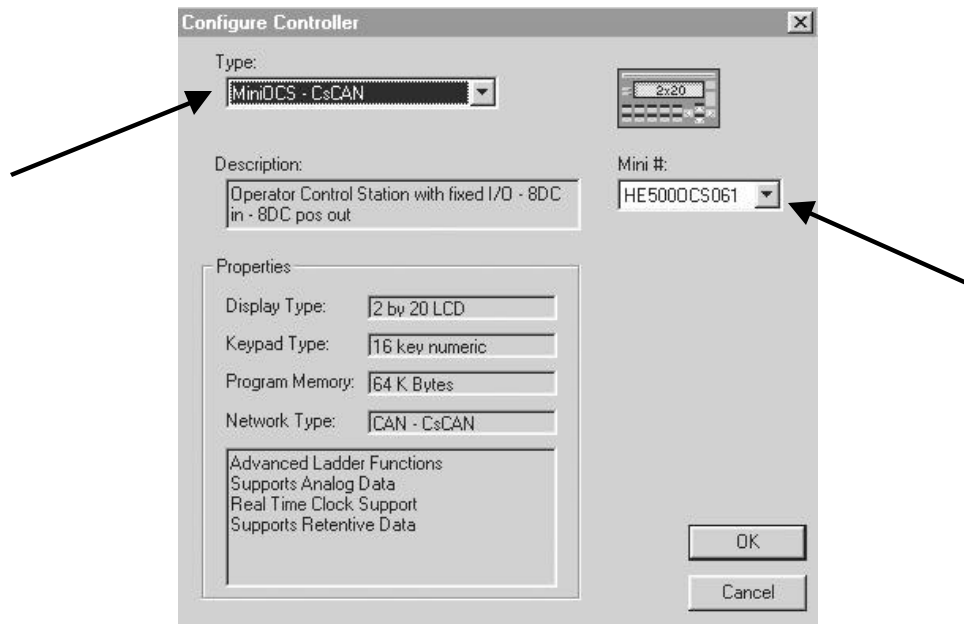 Configure Controller
Type:
MiniOCS - CsCAN
2x20
Description:
Operator Control Station with fixed I/O - 8DC
in - 8DC pos out
Mini #:
HE500OCS061
Properties
Display Type: 2 by 20 LCD
Keypad Type: 16 key numeric
Program Memory: 64 K Bytes
Network Type: CAN - CsCAN
Advanced Ladder Functions
Supports Analog Data
Real Time Clock Support
Supports Retentive Data
OK
Cancel